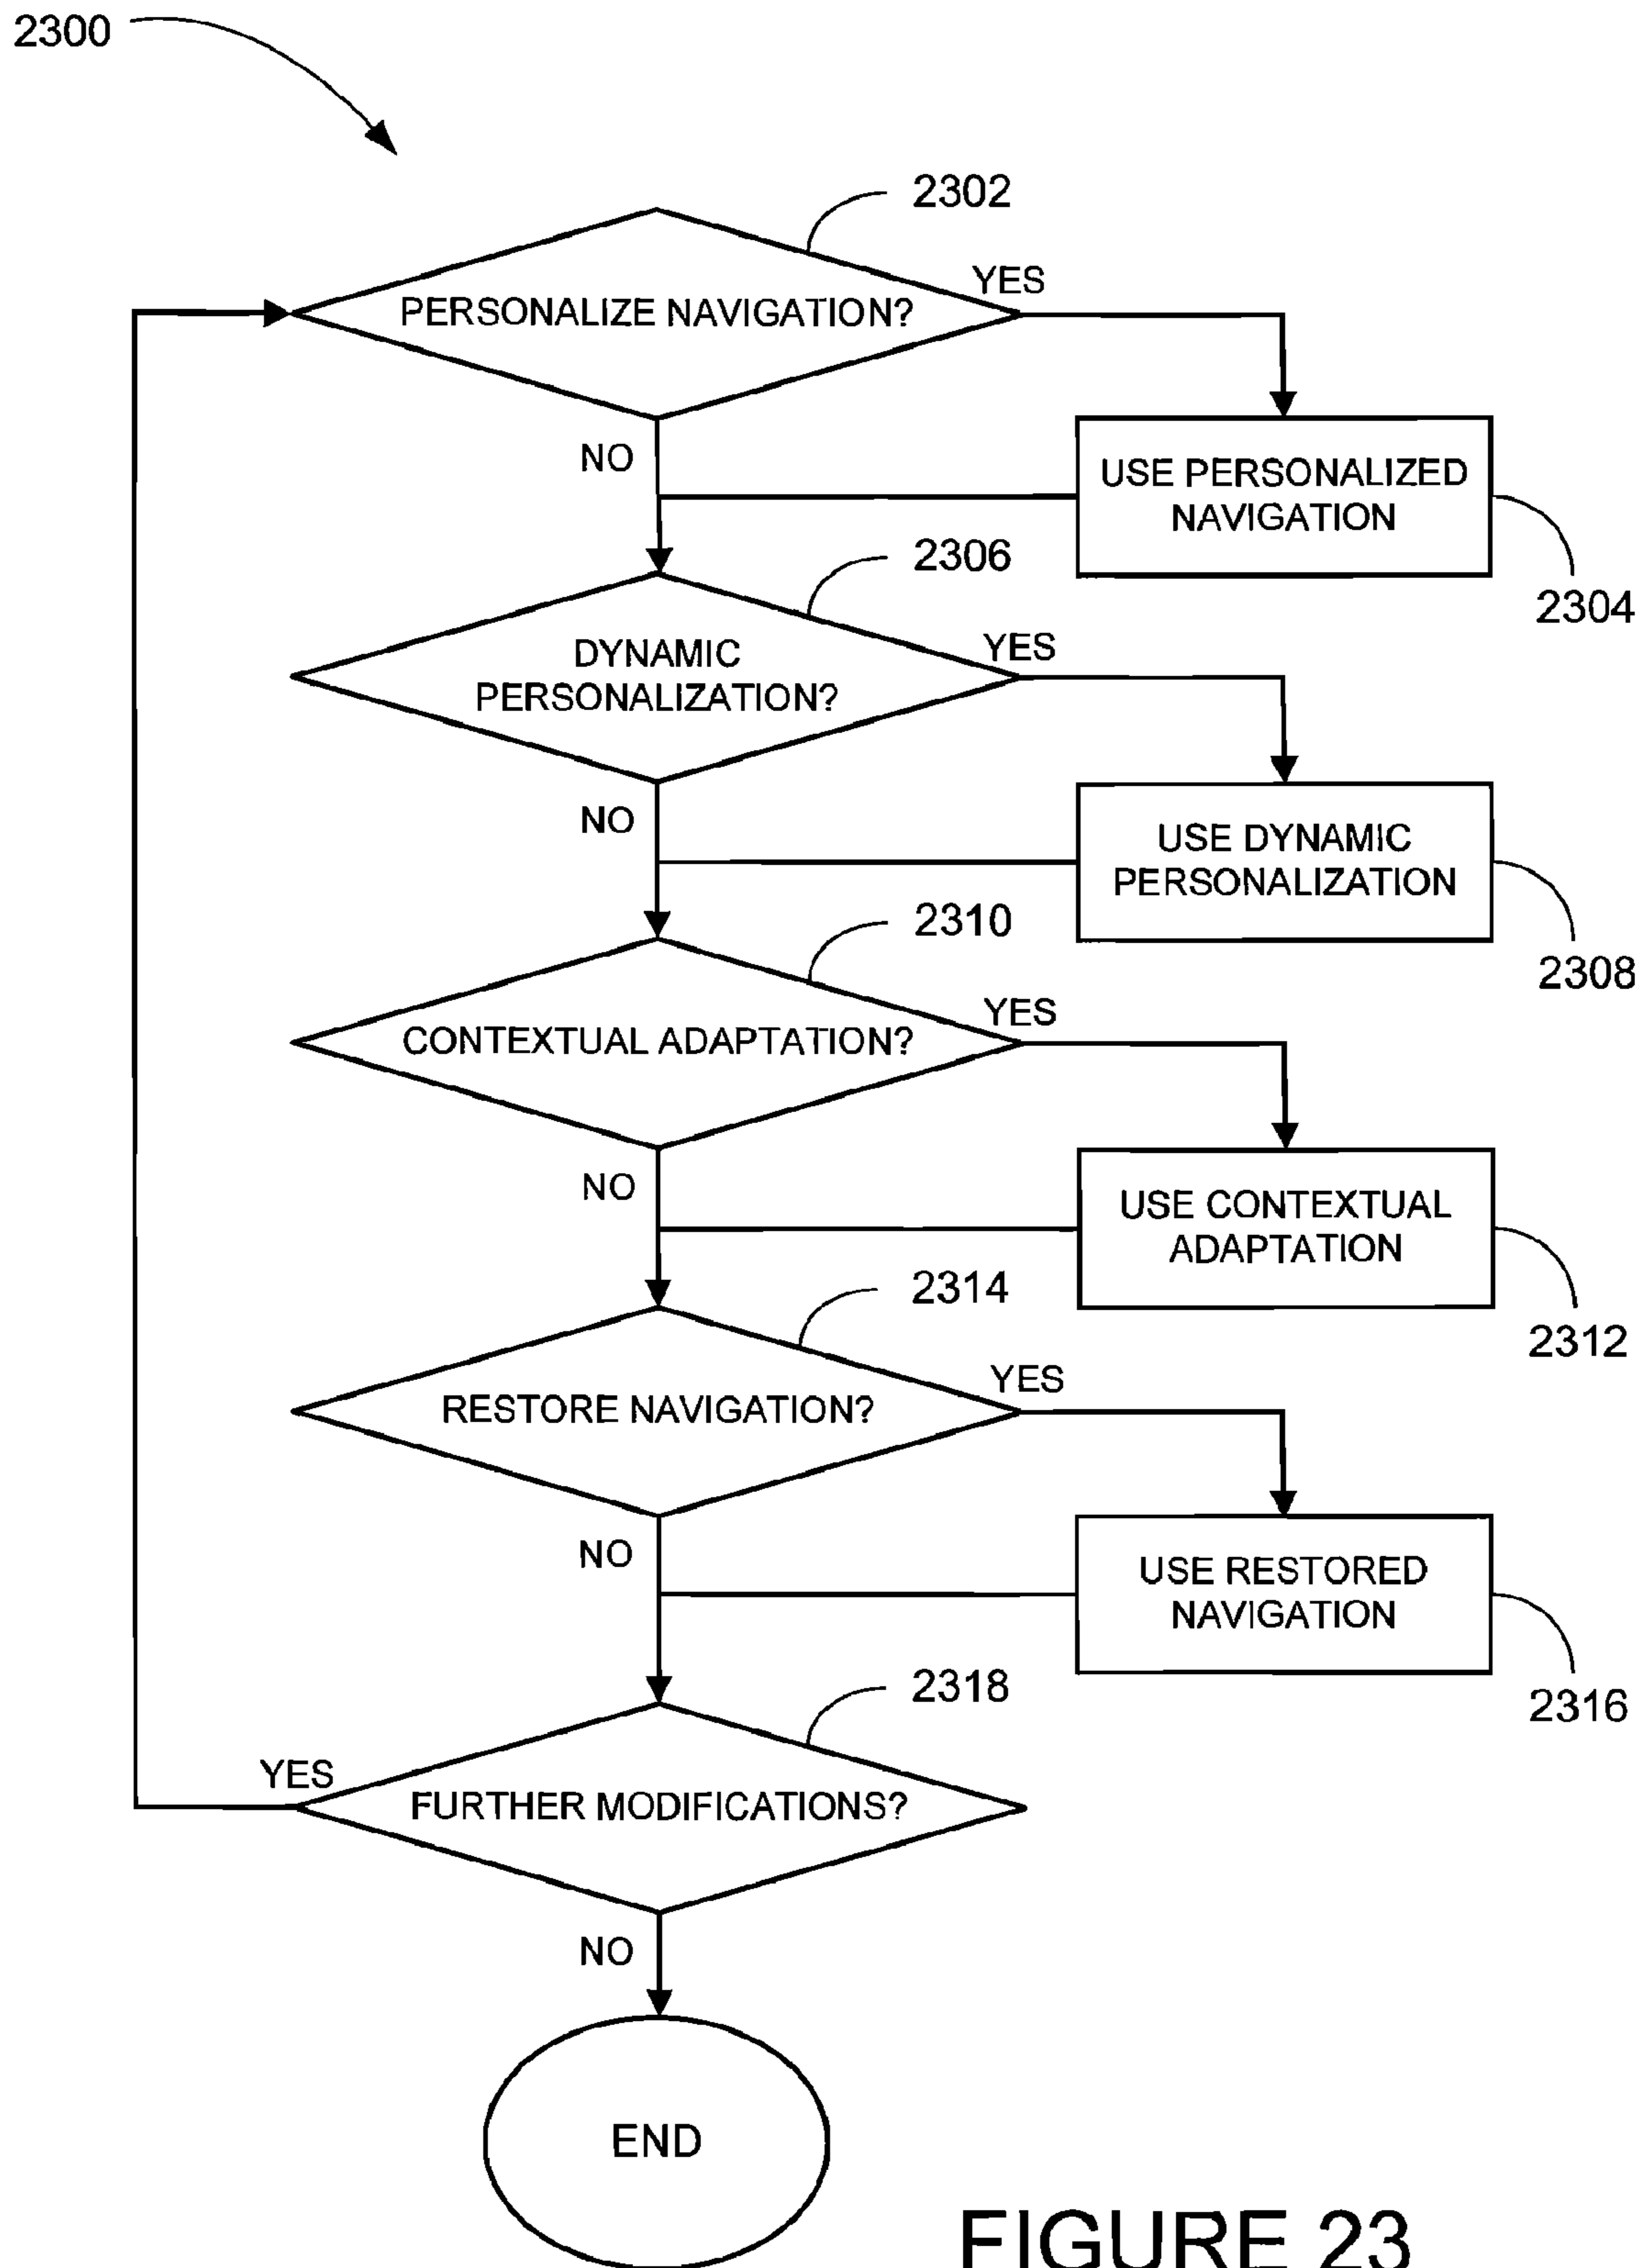 2300
2302
YES
PERSONALIZE NAVIGATION?
NO
USE PERSONALIZED
NAVIGATION
2304
2306
YES
DYNAMIC
PERSONALIZATION?
NO
USE DYNAMIC
PERSONALIZATION
2308
2310
YES
CONTEXTUAL ADAPTATION?
NO
USE CONTEXTUAL
ADAPTATION
2312
2314
YES
RESTORE NAVIGATION?
NO
USE RESTORED
NAVIGATION
2316
2318
YES
FURTHER MODIFICATIONS?
NO
END
FIGURE 23